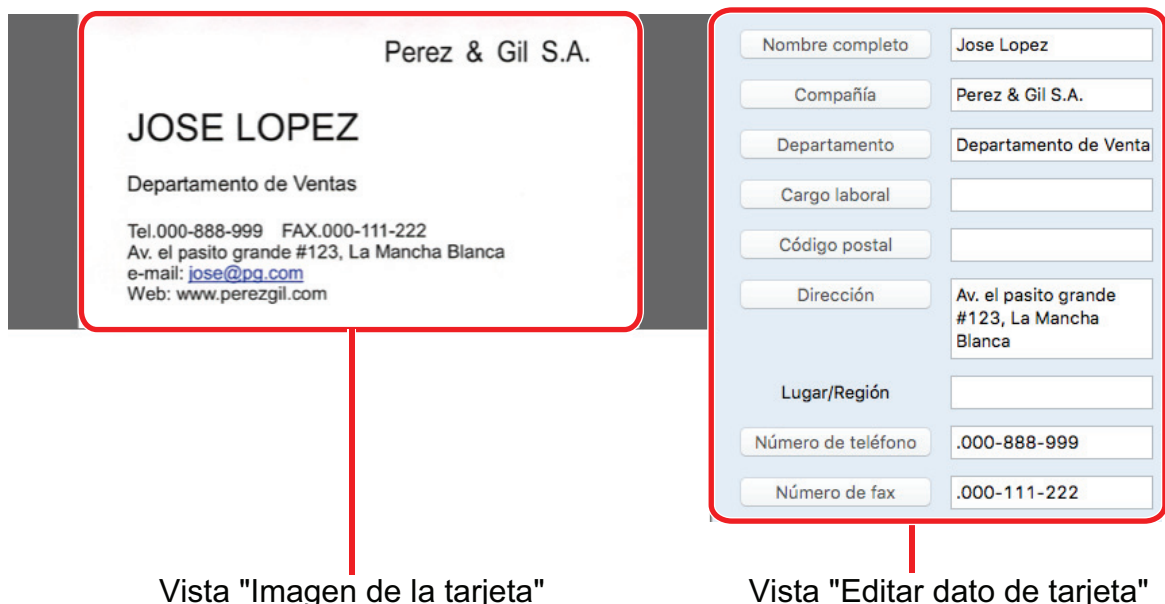 Perez & Gil S.A.
JOSE LOPEZ
Departamento de Ventas
Tel.000-888-999 FAX.000-111-222
Av. el pasito grande #123, La Mancha Blanca
e-mail: jose@pg.com
Web: www.perezgil.com
Nombre completo Jose Lopez
Compañía Perez & Gil S.A.
Departamento Departamento de Venta
Cargo laboral
Código postal
Dirección Av. el pasito grande
#123, La Mancha
Blanca
Lugar/Región
Número de teléfono .000-888-999
Número de fax .000-111-222
Vista "Imagen de la tarjeta"
Vista "Editar dato de tarjeta"